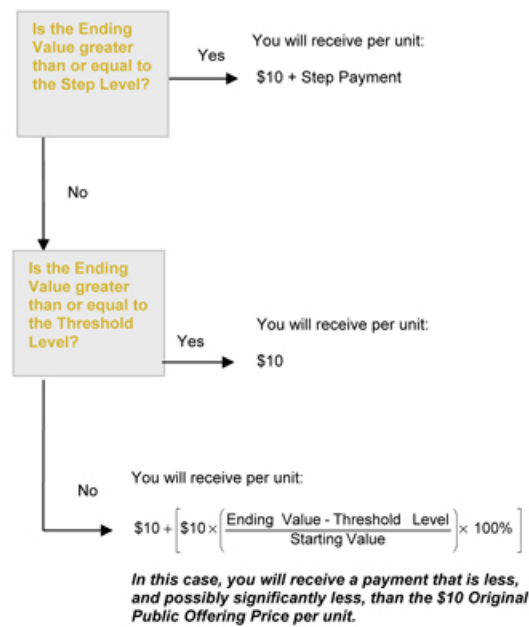 Is the Ending
Value greater
than or equal to
the Step Level?
Yes
You will receive per unit:
$10 + Step Payment
No
Is the Ending
Value greater
than or equal to
the Threshold
Level?
Yes
You will receive per unit:
$10
No
You will receive per unit:
$10 + [ $10 × ( Ending Value - Threshold Level / Starting Value ) × 100% ]
In this case, you will receive a payment that is less,
and possibly significantly less, than the $10 Original
Public Offering Price per unit.